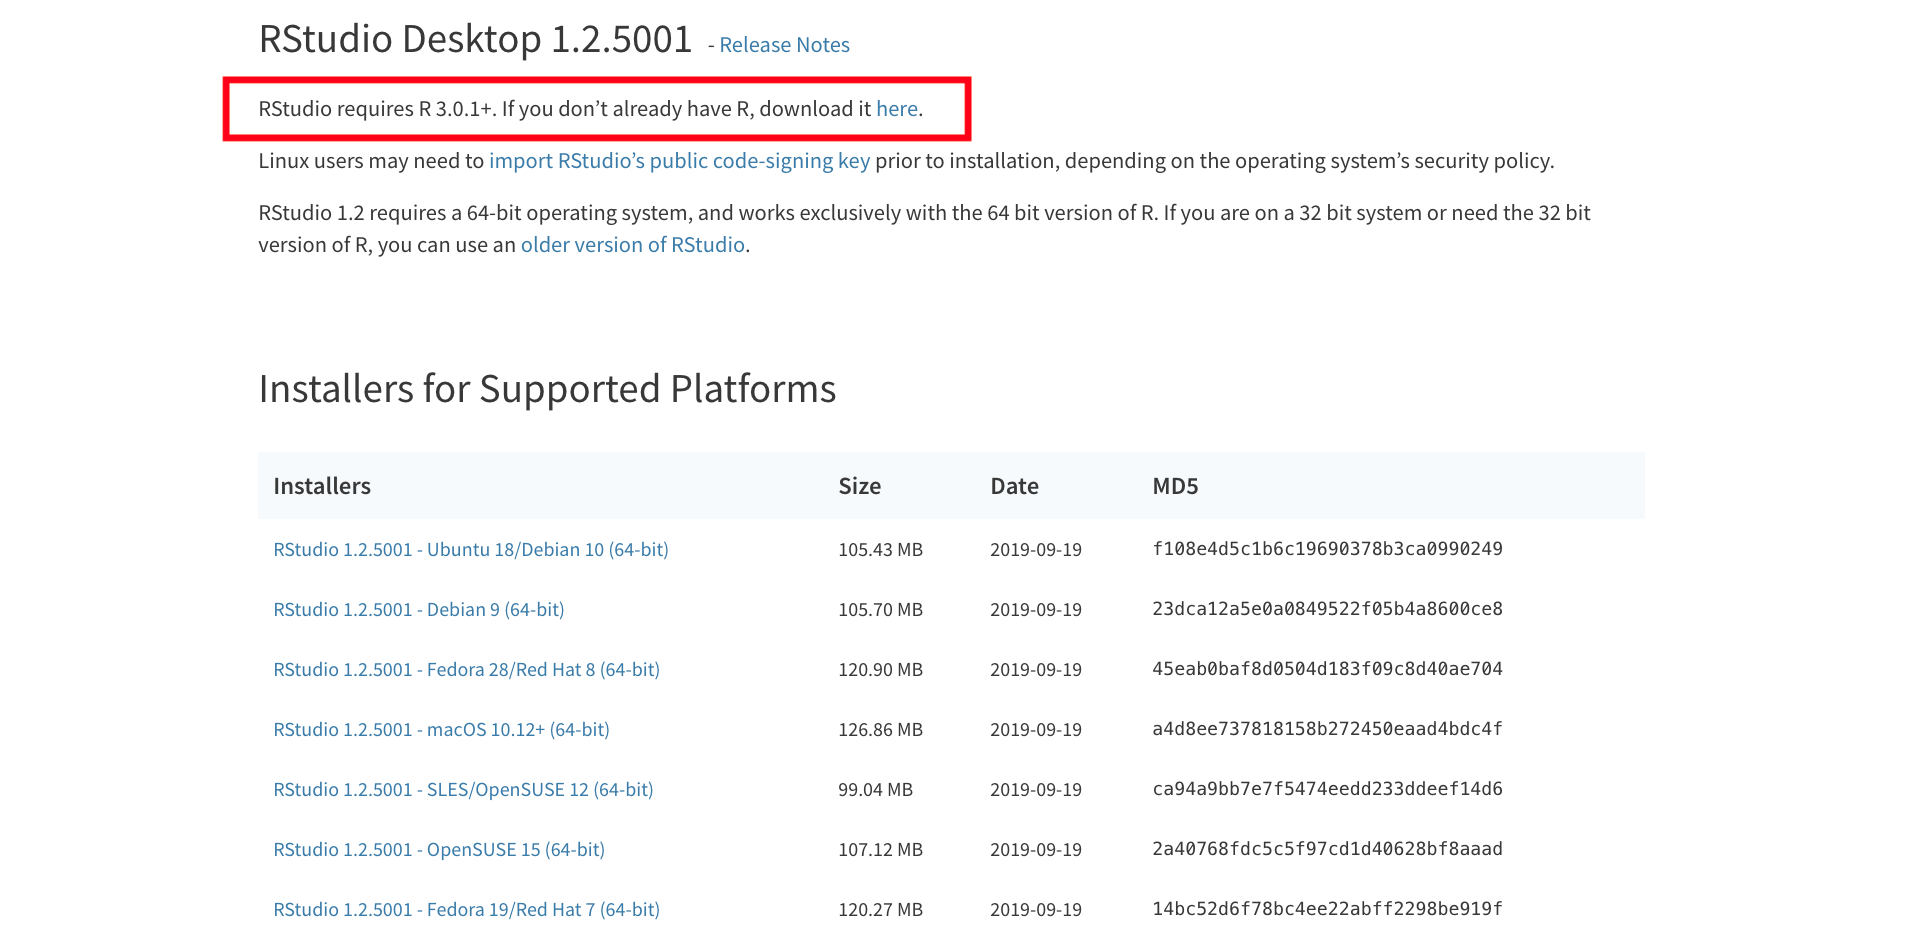 RStudio Desktop 1.2.5001 - Release Notes
RStudio requires R 3.0.1+. If you don’t already have R, download it here.
Linux users may need to import RStudio’s public code-signing key prior to installation, depending on the operating system’s security policy.
RStudio 1.2 requires a 64-bit operating system, and works exclusively with the 64 bit version of R. If you are on a 32 bit system or need the 32 bit
version of R, you can use an older version of RStudio.
Installers for Supported Platforms
Installers Size Date MD5
RStudio 1.2.5001 - Ubuntu 18/Debian 10 (64-bit) 105.43 MB 2019-09-19 f108e4d5c1b6c19690378b3ca0990249
RStudio 1.2.5001 - Debian 9 (64-bit) 105.70 MB 2019-09-19 23dca12a5e0a0849522f05b4a8600ce8
RStudio 1.2.5001 - Fedora 28/Red Hat 8 (64-bit) 120.90 MB 2019-09-19 45eab0baf8d0504d183f09c8d40ae704
RStudio 1.2.5001 - macOS 10.12+ (64-bit) 126.86 MB 2019-09-19 a4d8ee737818158b272450eaad4bdc4f
RStudio 1.2.5001 - SLES/OpenSUSE 12 (64-bit) 99.04 MB 2019-09-19 ca94a9bb7e7f5474eedd233ddeef14d6
RStudio 1.2.5001 - OpenSUSE 15 (64-bit) 107.12 MB 2019-09-19 2a40768fdc5c5f97cd1d40628bf8aaad
RStudio 1.2.5001 - Fedora 19/Red Hat 7 (64-bit) 120.27 MB 2019-09-19 14bc52d6f78bc4ee22abff2298be919f